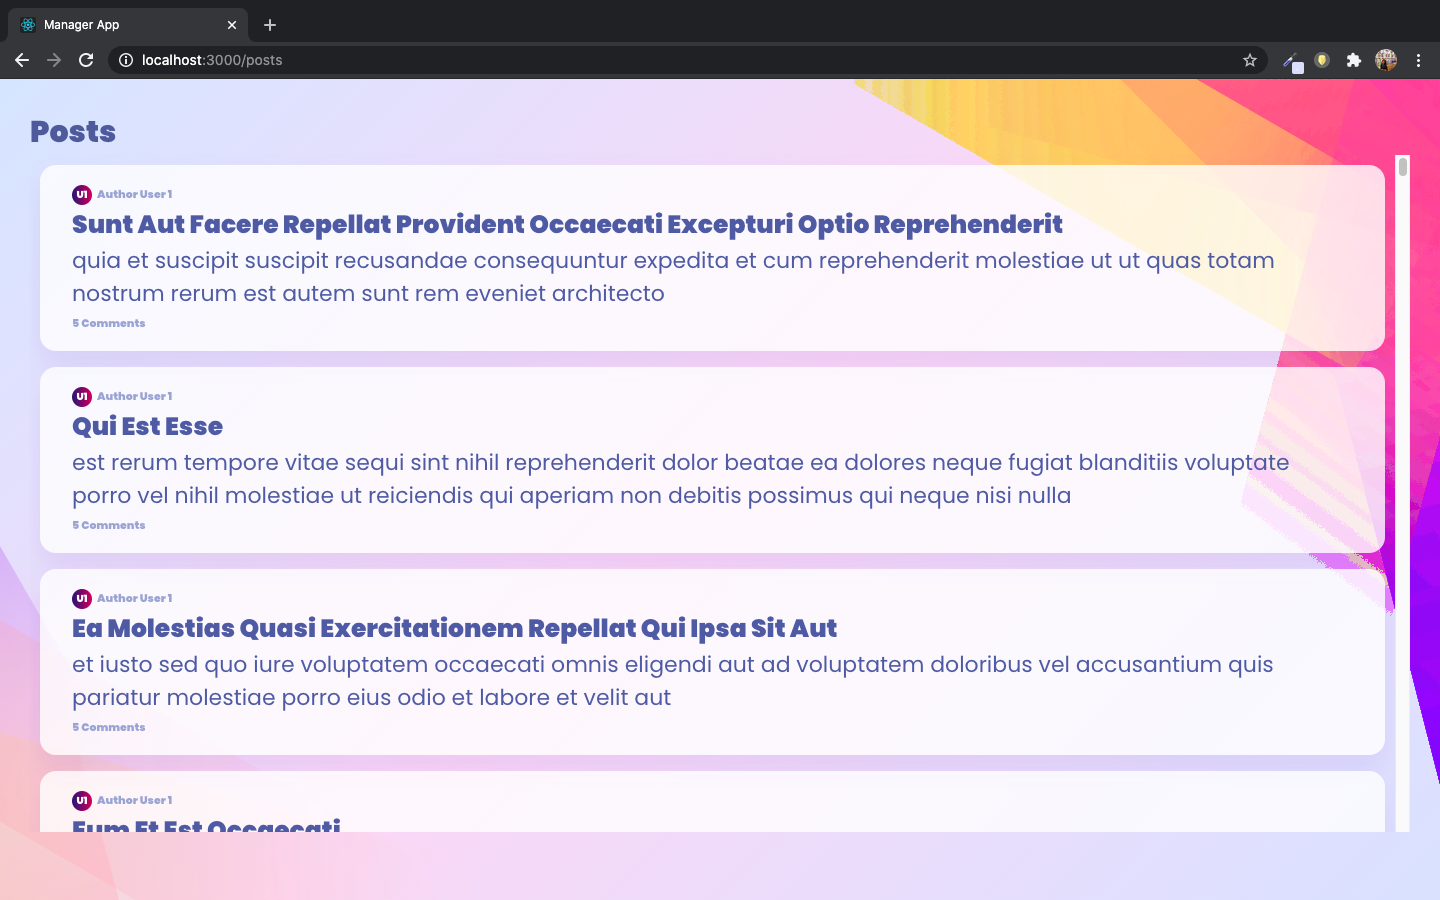 Manager App
localhost:3000/posts
Posts
U1 Author User 1
Sunt Aut Facere Repellat Provident Occaecati Excepturi Optio Reprehenderit
quia et suscipit suscipit recusandae consequuntur expedita et cum reprehenderit molestiae ut ut quas totam
nostrum rerum est autem sunt rem eveniet architecto
5 Comments
U1 Author User 1
Qui Est Esse
est rerum tempore vitae sequi sint nihil reprehenderit dolor beatae ea dolores neque fugiat blanditiis voluptate
porro vel nihil molestiae ut reiciendis qui aperiam non debitis possimus qui neque nisi nulla
5 Comments
U1 Author User 1
Ea Molestias Quasi Exercitationem Repellat Qui Ipsa Sit Aut
et iusto sed quo iure voluptatem occaecati omnis eligendi aut ad voluptatem doloribus vel accusantium quis
pariatur molestiae porro eius odio et labore et velit aut
5 Comments
U1 Author User 1
Eum Et Est Occaecati